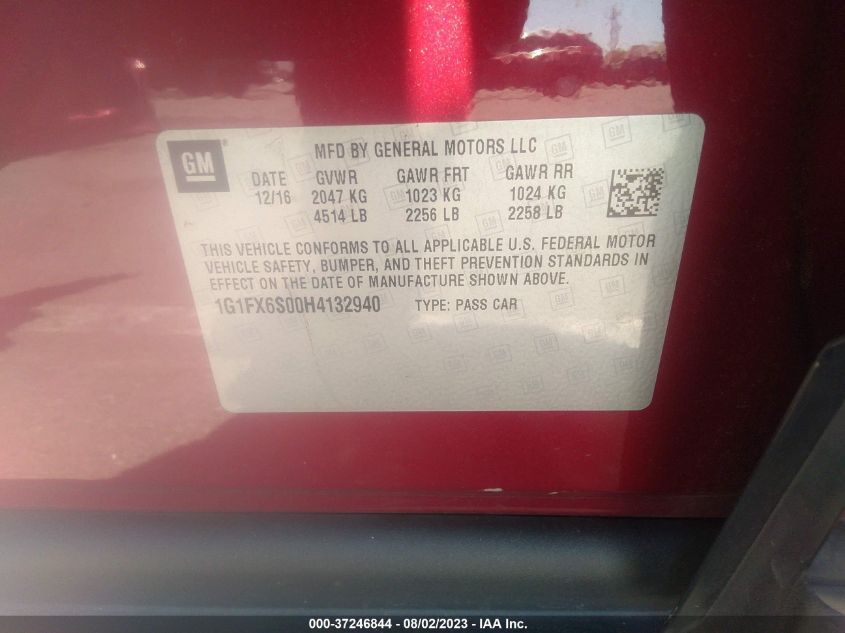 GM
MFD BY GENERAL MOTORS LLC
DATE GVWR GAWR FRT GAWR RR
12/16 2047 KG 1023 KG 1024 KG
4514 LB 2256 LB 2258 LB
THIS VEHICLE CONFORMS TO ALL APPLICABLE U.S. FEDERAL MOTOR
VEHICLE SAFETY, BUMPER, AND THEFT PREVENTION STANDARDS IN
EFFECT ON THE DATE OF MANUFACTURE SHOWN ABOVE.
1G1FX6S00H4132940 TYPE: PASS CAR
000-37246844 - 08/02/2023 - IAA Inc.